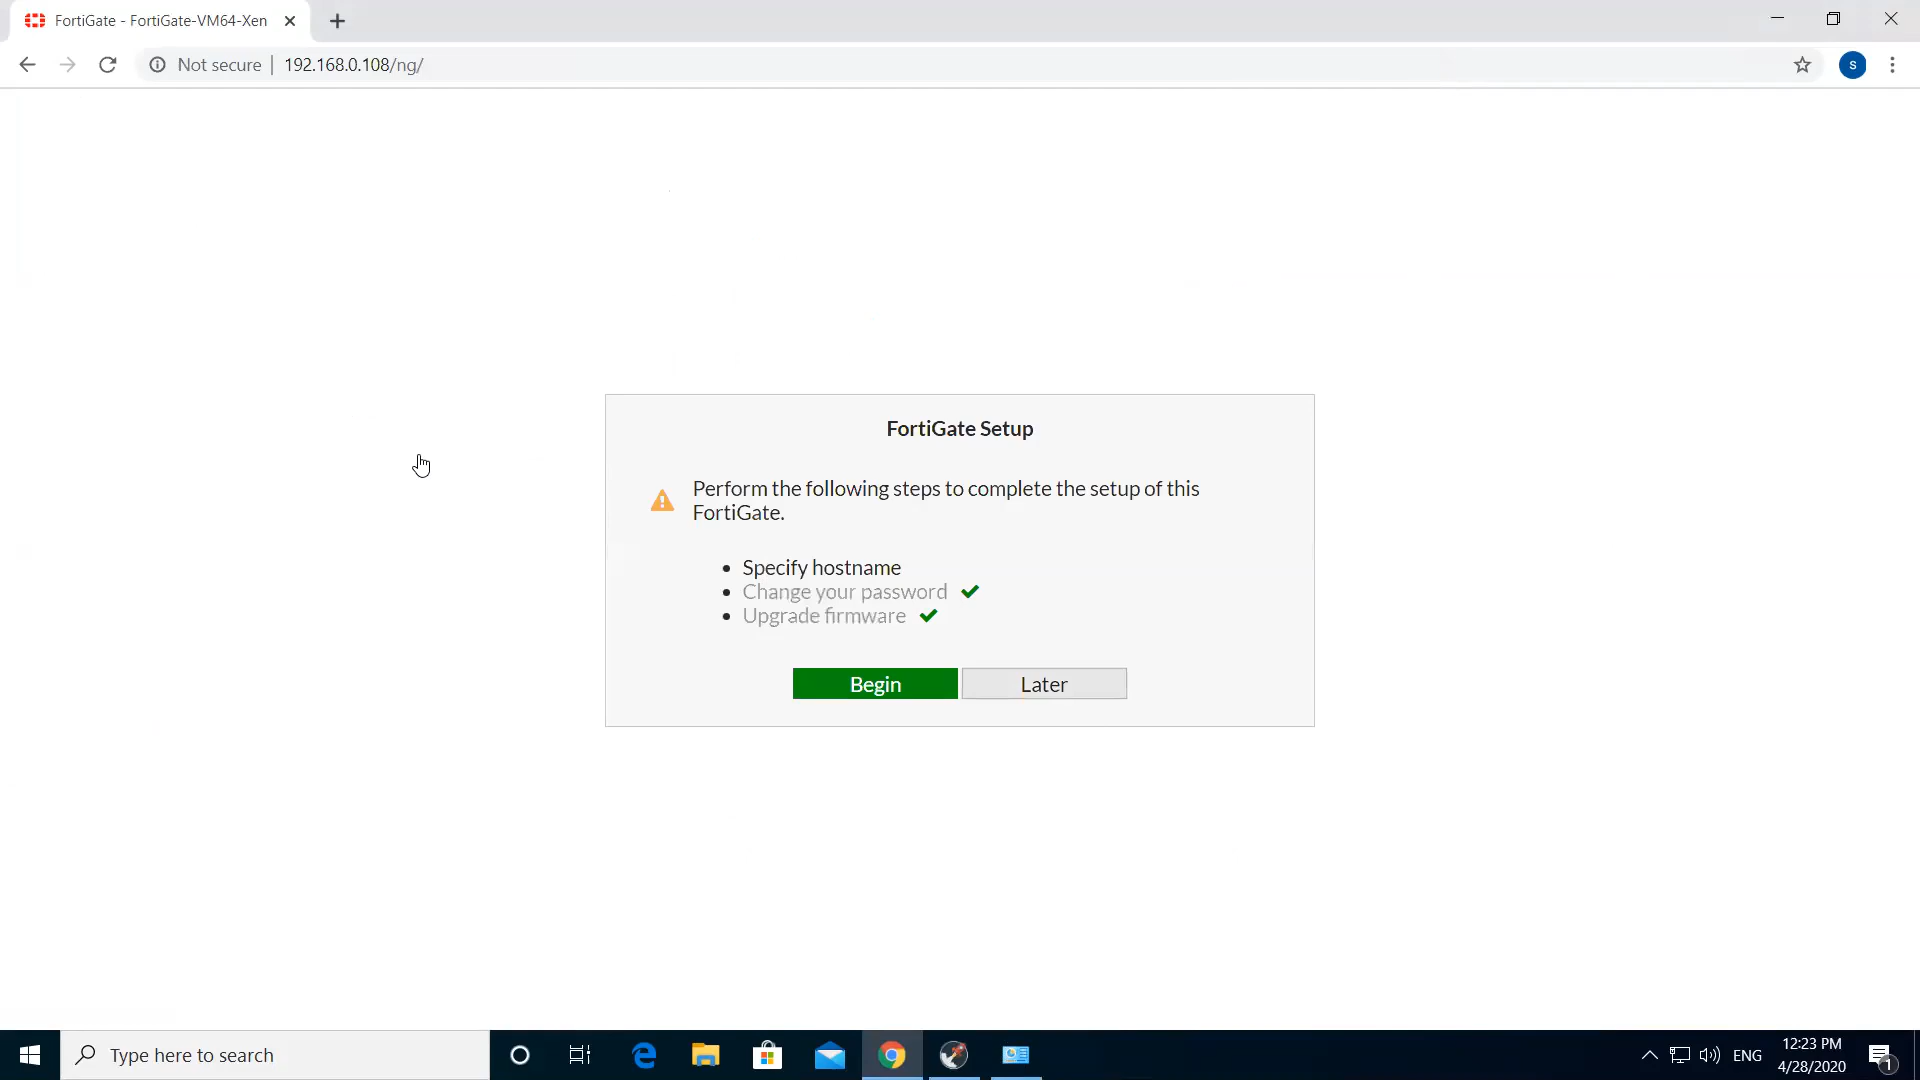 FortiGate - FortiGate-VM64-Xen
Not secure | 192.168.0.108/ng/
s
FortiGate Setup
Perform the following steps to complete the setup of this
FortiGate.
• Specify hostname
• Change your password
• Upgrade firmware
Begin
Later
Type here to search
ENG
12:23 PM
4/28/2020
1